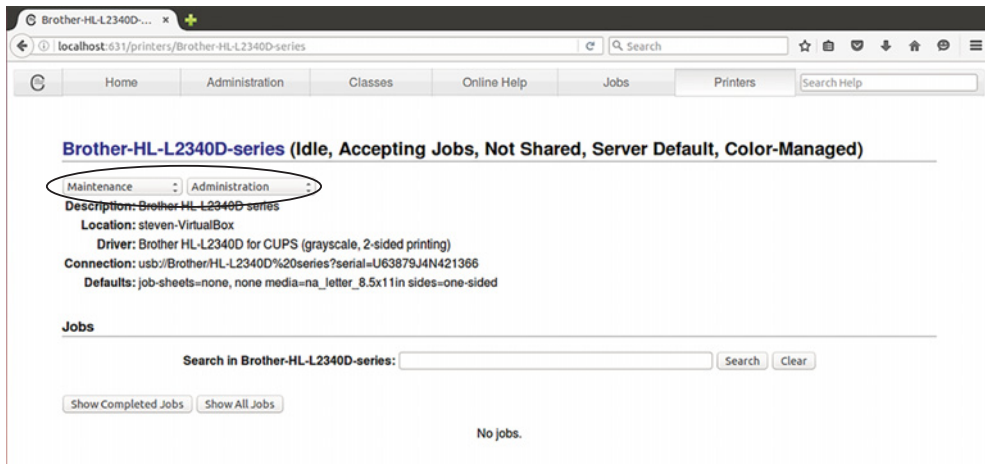 Brother-HL-L2340D-... ×
localhost:631/printers/Brother-HL-L2340D-series Search
Home Administration Classes Online Help Jobs Printers Search Help
Brother-HL-L2340D-series (Idle, Accepting Jobs, Not Shared, Server Default, Color-Managed)
Maintenance Administration
Description: Brother HL-L2340D series
Location: steven-VirtualBox
Driver: Brother HL-L2340D for CUPS (grayscale, 2-sided printing)
Connection: usb://Brother/HL-L2340D%20series?serial=U63879J4N421366
Defaults: job-sheets=none, none media=na_letter_8.5x11in sides=one-sided
Jobs
Search in Brother-HL-L2340D-series: Search Clear
Show Completed Jobs Show All Jobs
No jobs.